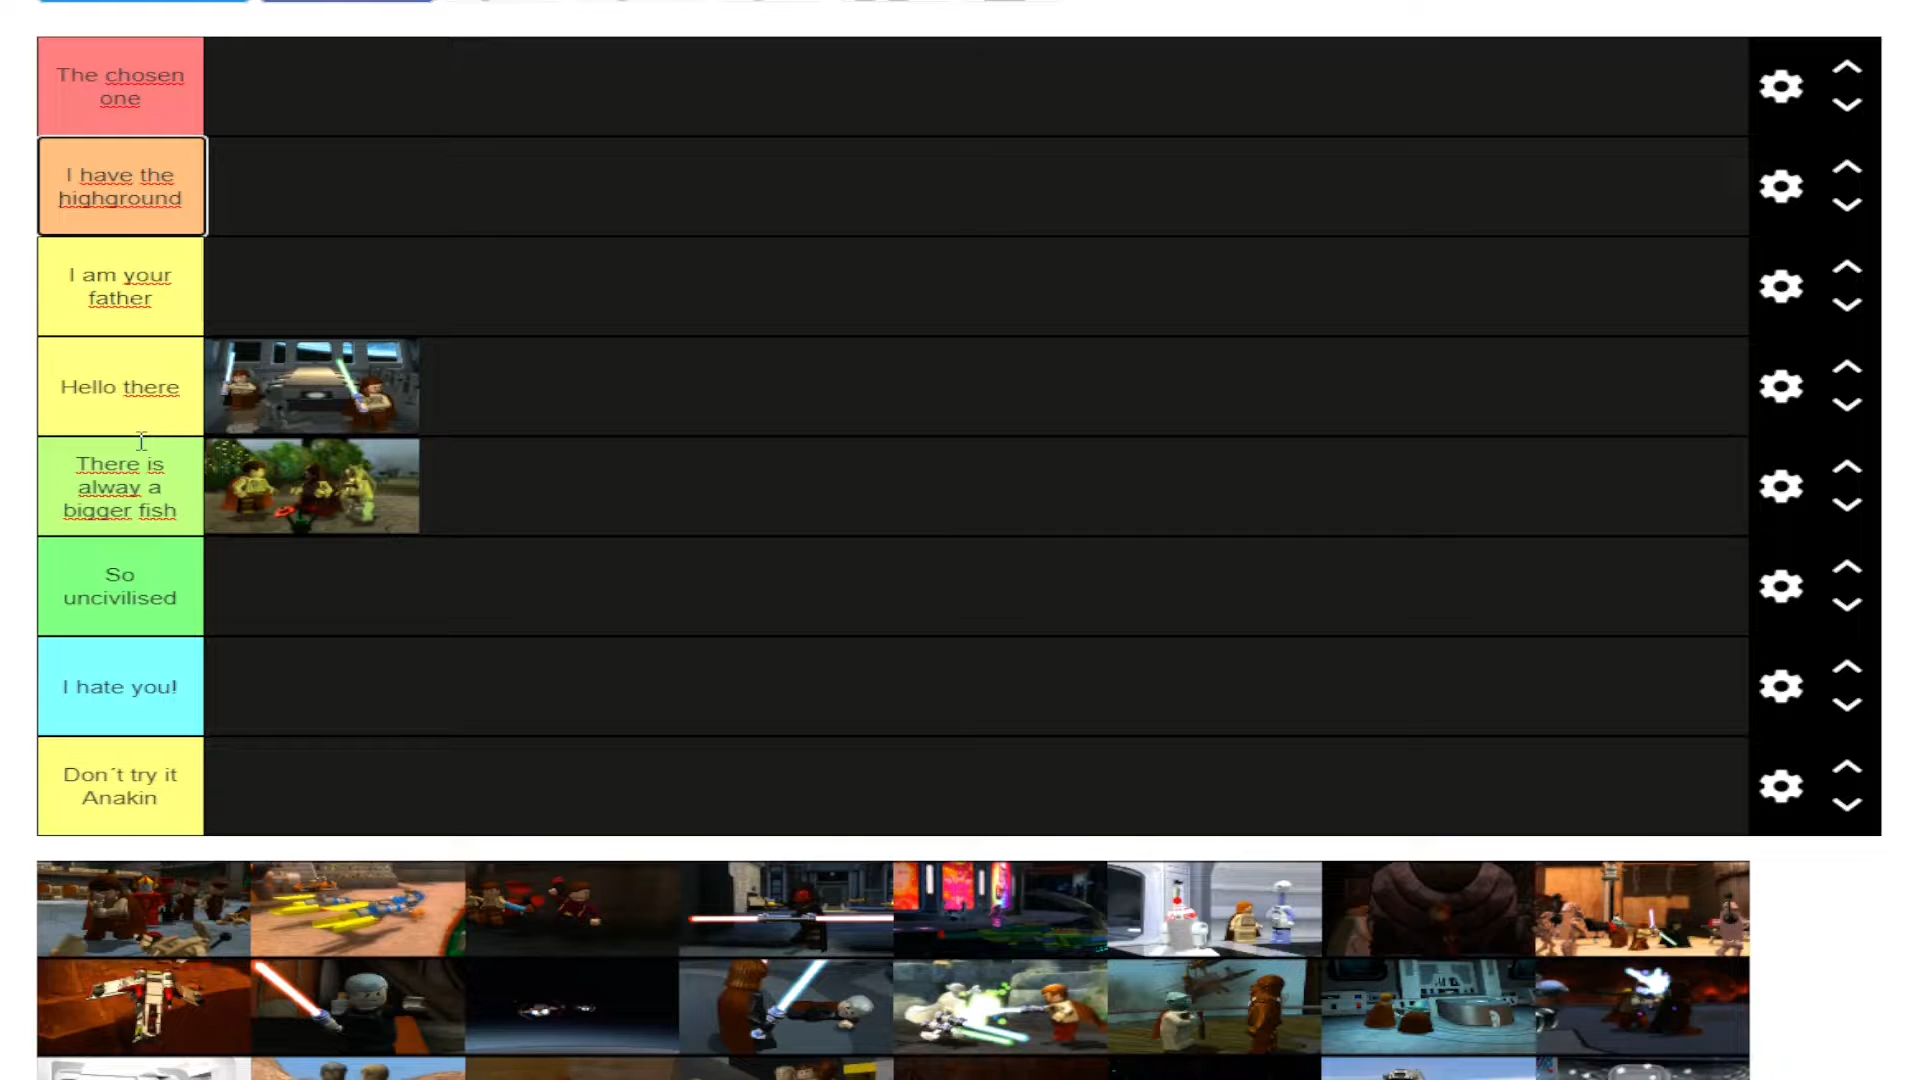 The chosen
one
I have the
highground
I am your
father
Hello there
There is
alway a
bigger fish
So
uncivilised
I hate you!
Don´t try it
Anakin